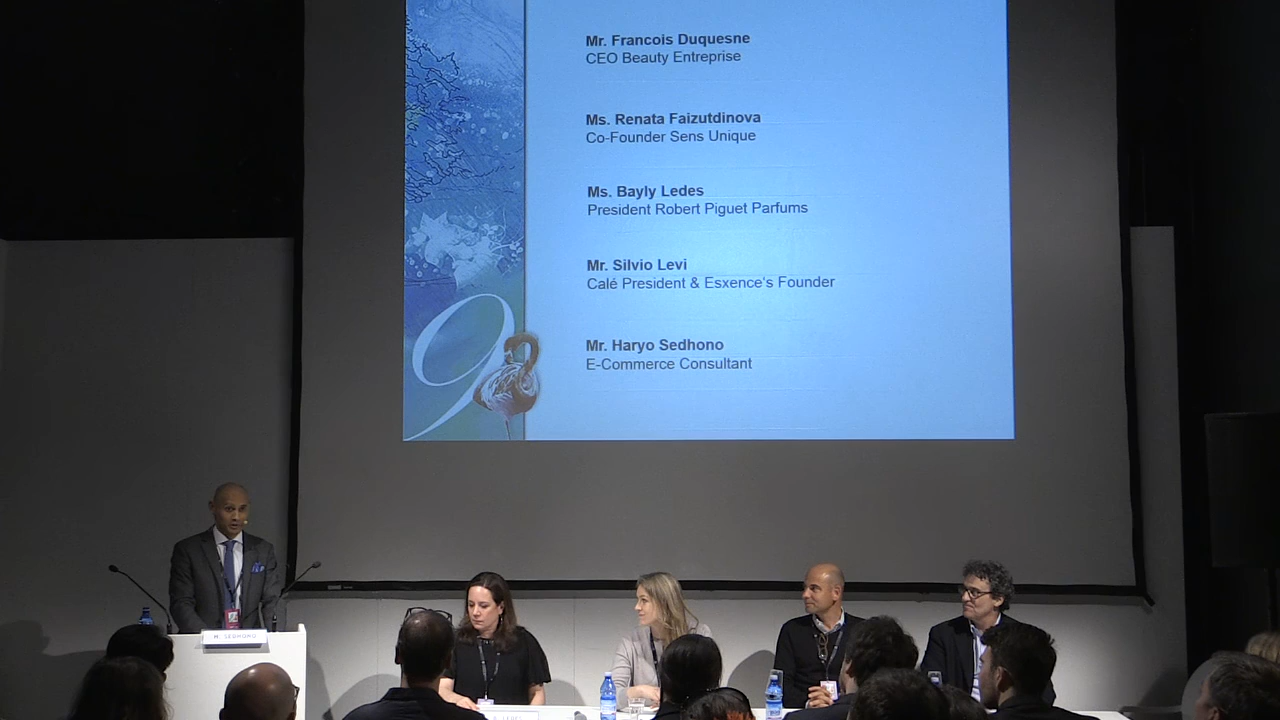 Mr. Francois Duquesne
CEO Beauty Entreprise
Ms. Renata Faizutdinova
Co-Founder Sens Unique
Ms. Bayly Ledes
President Robert Piguet Parfums
Mr. Silvio Levi
Calé President & Esxence's Founder
Mr. Haryo Sedhono
E-Commerce Consultant
9
H. SEDHONO